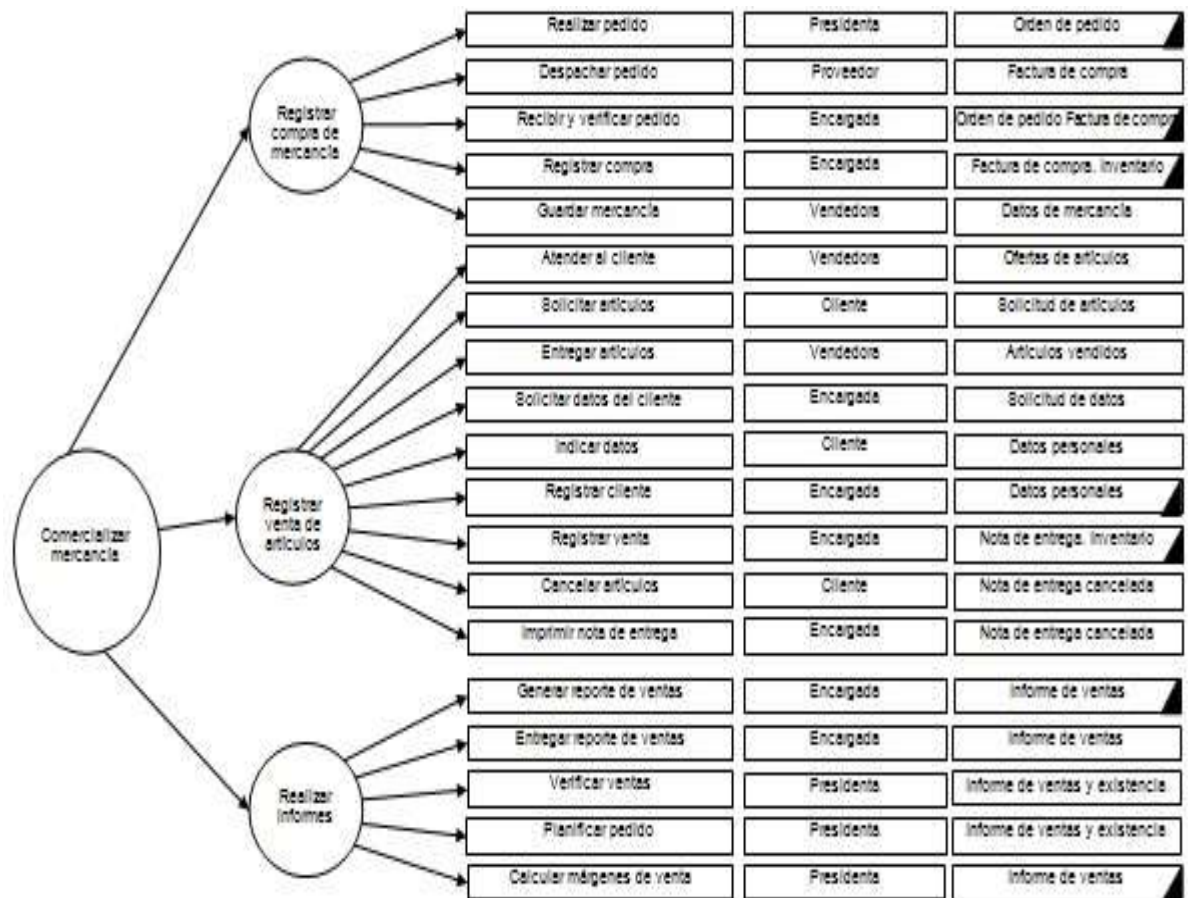 Realizar pedido Presidenta Orden de pedido
Despachar pedido Proveedor Factura de compra
Recibir y verificar pedido Encargada Orden de pedido Factura de compra
Registrar compra Encargada Factura de compra. Inventario
Guardar mercancía Vendedora Datos de mercancía
Registrar
compra de
mercancía
Atender al cliente Vendedora Ofertas de artículos
Solicitar artículos Cliente Solicitud de artículos
Entregar artículos Vendedora Artículos vendidos
Solicitar datos del cliente Encargada Solicitud de datos
Indicar datos Cliente Datos personales
Registrar cliente Encargada Datos personales
Registrar venta Encargada Nota de entrega. Inventario
Cancelar artículos Cliente Nota de entrega cancelada
Imprimir nota de entrega Encargada Nota de entrega cancelada
Registrar
venta de
artículos
Comercializar
mercancía
Generar reporte de ventas Encargada Informe de ventas
Entregar reporte de ventas Encargada Informe de ventas
Verificar ventas Presidenta Informe de ventas y existencia
Planificar pedido Presidenta Informe de ventas y existencia
Calcular márgenes de venta Presidenta Informe de ventas
Realizar
Informes